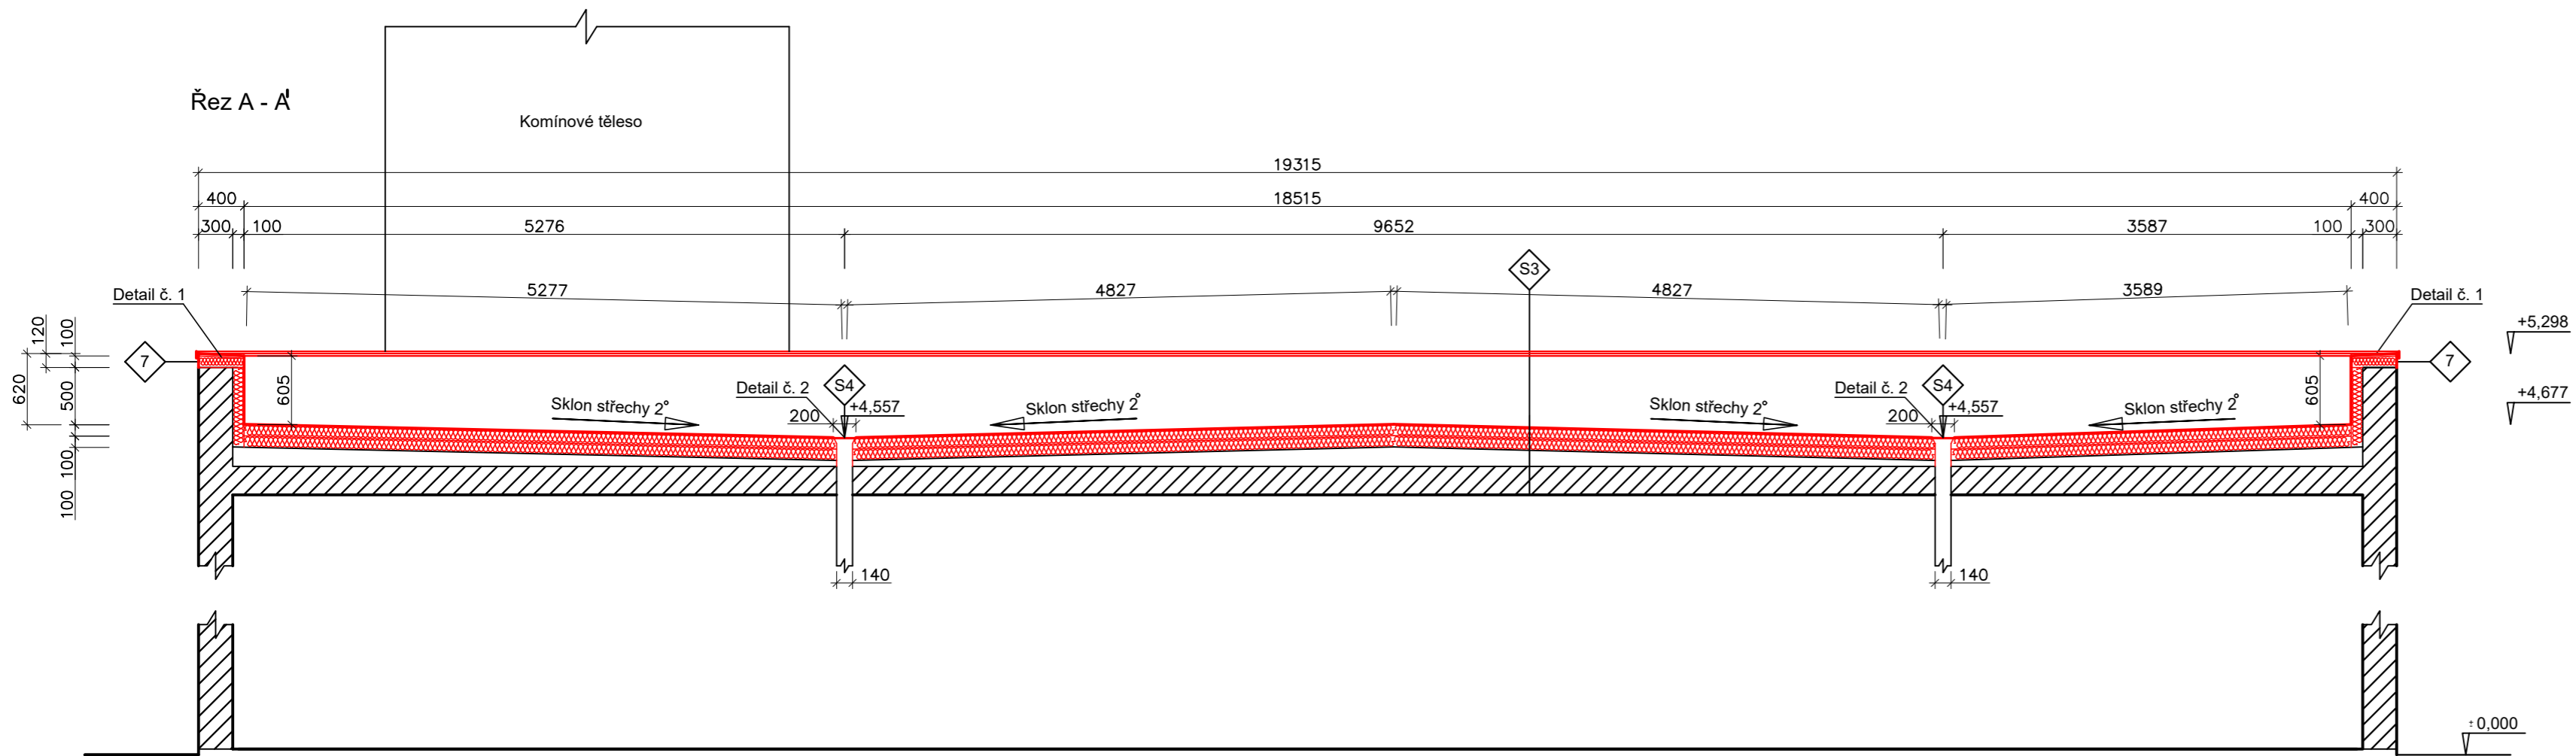 Řez A - A'
Komínové těleso
19315
400
18515
400
300
100
5276
9652
3587
100
300
S3
5277
4827
4827
3589
Detail č. 1
Detail č. 1
+5,298
120
100
7
7
620
500
605
605
Detail č. 2
S4
Detail č. 2
S4
+4,677
Sklon střechy 2°
200
+4,557
Sklon střechy 2°
Sklon střechy 2°
200
+4,557
Sklon střechy 2°
100
100
140
140
±0,000